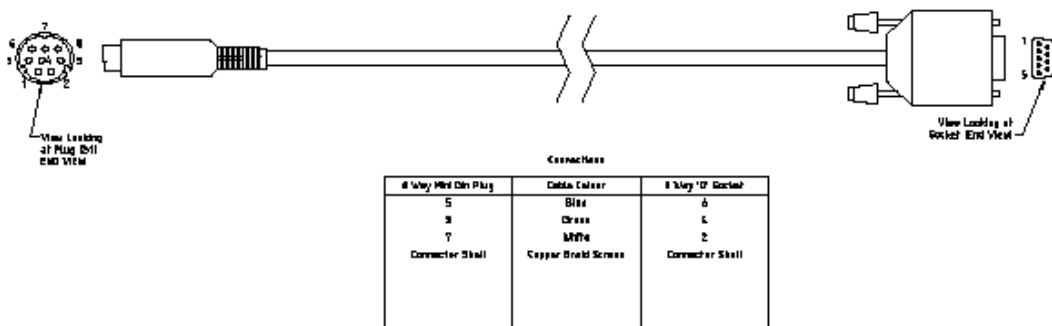 7
6 8
3 4 5
1 2
View Looking
at Plug
END VIEW
1
5
View Looking at
Socket End View
Connections
Way Mini Din Plug Cable Colour Way "D" Socket
5 Blue
Green
7 White 2
Connector Shell Copper Braid Screen Connector Shell